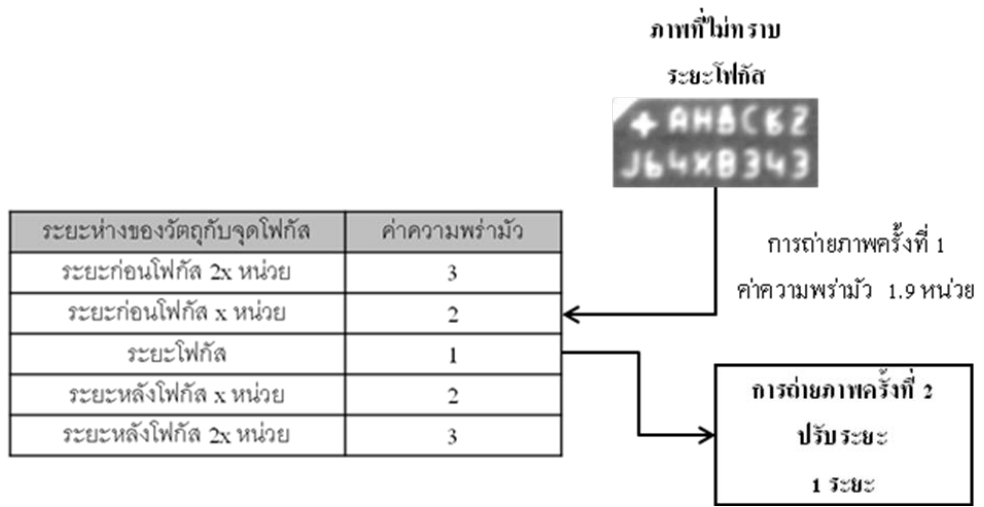 ภาพที่ไม่ทราบ
ระยะโฟกัส
AHBCK2
J64XB343
ระยะห่างของวัตถุกับจุดโฟกัส ค่าความพร่ามัว
ระยะก่อนโฟกัส 2x หน่วย 3
ระยะก่อนโฟกัส x หน่วย 2
ระยะโฟกัส 1
ระยะหลังโฟกัส x หน่วย 2
ระยะหลังโฟกัส 2x หน่วย 3
การถ่ายภาพครั้งที่ 1
ค่าความพร่ามัว 1.9 หน่วย
การถ่ายภาพครั้งที่ 2
ปรับระยะ
1 ระยะ